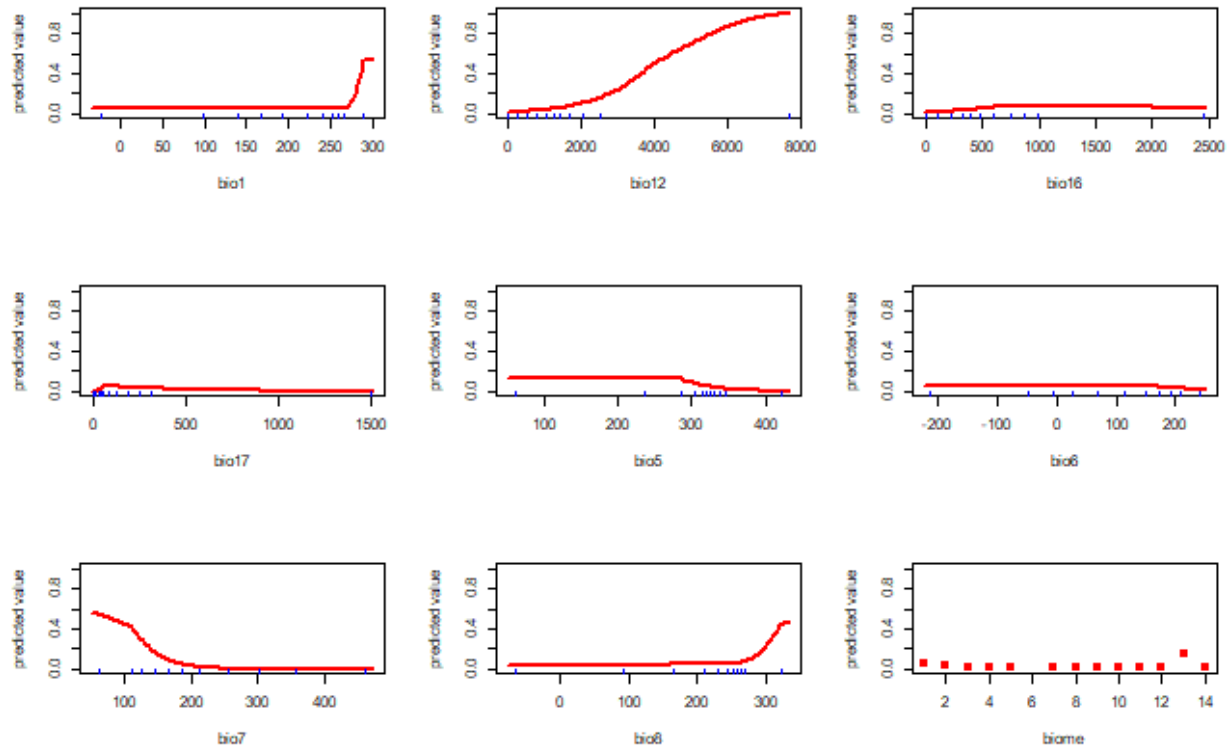 predicted value
0.0 0.4 0.8
0 50 100 150 200 250 300
bio1
predicted value
0.0 0.4 0.8
0 2000 4000 6000 8000
bio12
predicted value
0.0 0.4 0.8
0 500 1000 1500 2000 2500
bio16
predicted value
0.0 0.4 0.8
0 500 1000 1500
bio17
predicted value
0.0 0.4 0.8
100 200 300 400
bio5
predicted value
0.0 0.4 0.8
-200 -100 0 100 200
bio6
predicted value
0.0 0.4 0.8
100 200 300 400
bio7
predicted value
0.0 0.4 0.8
0 100 200 300
bio8
predicted value
0.0 0.4 0.8
2 4 6 8 10 12 14
biome